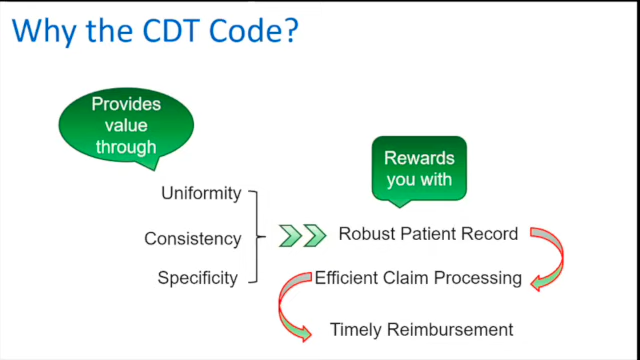 Why the CDT Code?
Provides
value
through
Rewards
you with
Uniformity
Consistency
Specificity
Robust Patient Record
Efficient Claim Processing
Timely Reimbursement